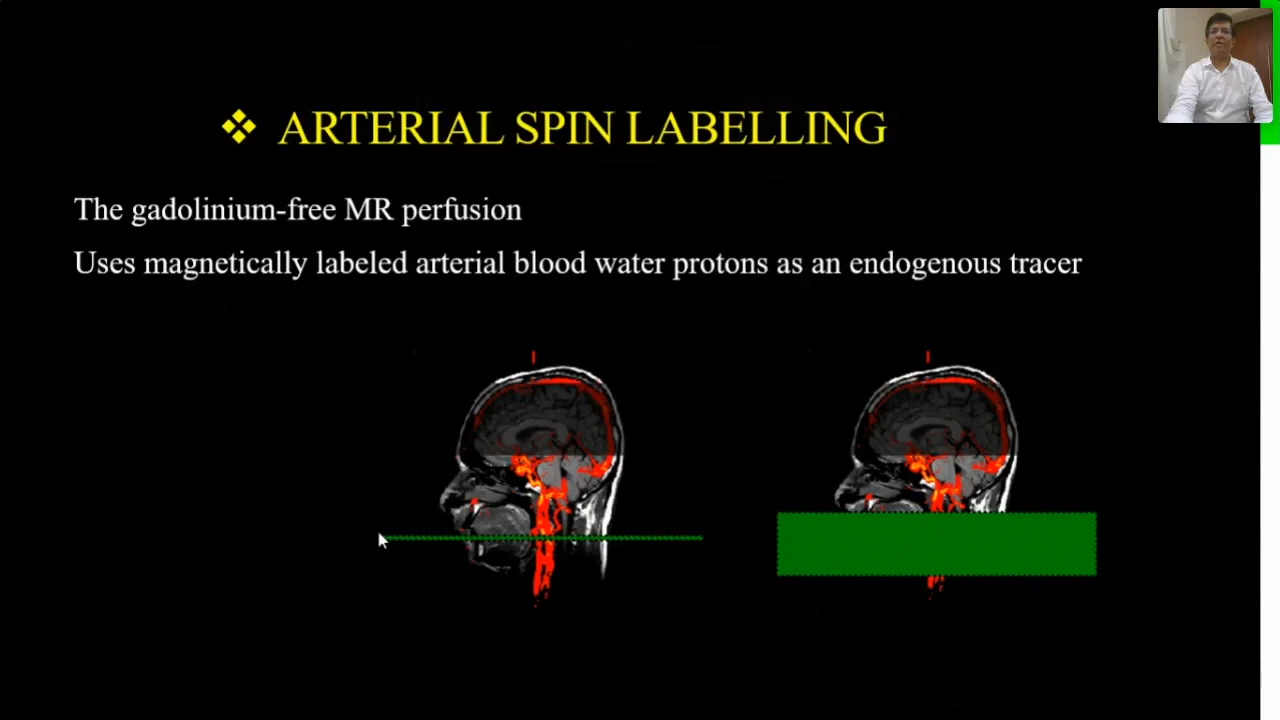 ARTERIAL SPIN LABELLING
The gadolinium-free MR perfusion
Uses magnetically labeled arterial blood water protons as an endogenous tracer